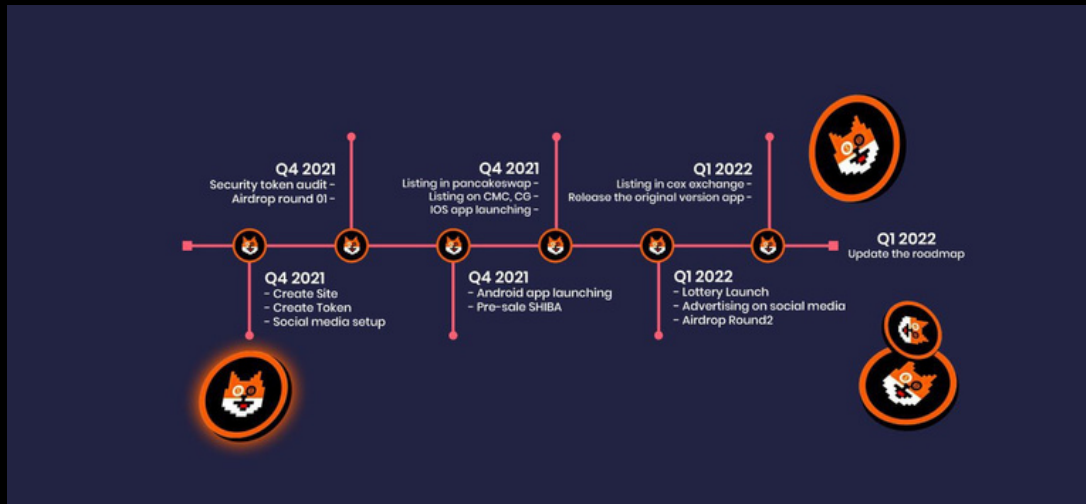 Q4 2021
Security token audit -
Airdrop round 01 -
Q4 2021
Listing in pancakeswap -
Listing on CMC, CG -
IOS app launching -
Q1 2022
Listing in cex exchange -
Release the original version app -
Q1 2022
Update the roadmap
Q4 2021
- Create Site
- Create Token
- Social media setup
Q4 2021
- Android app launching
- Pre-sale SHIBA
Q1 2022
- Lottery Launch
- Advertising on social media
- Airdrop Round2